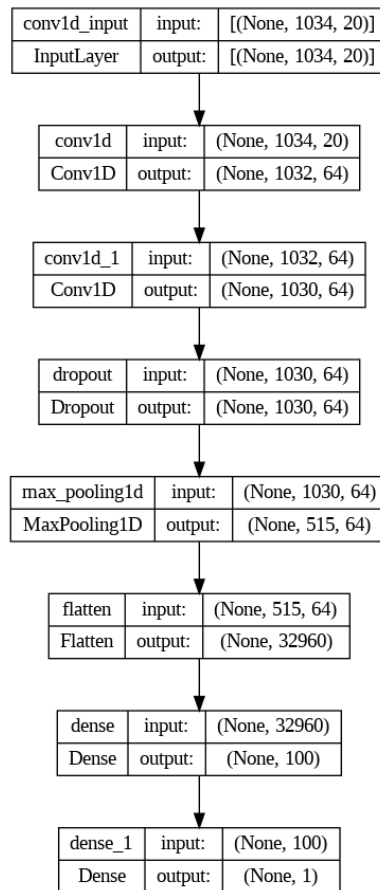 conv1d_input input: [(None, 1034, 20)]
InputLayer output: [(None, 1034, 20)]
conv1d input: (None, 1034, 20)
Conv1D output: (None, 1032, 64)
conv1d_1 input: (None, 1032, 64)
Conv1D output: (None, 1030, 64)
dropout input: (None, 1030, 64)
Dropout output: (None, 1030, 64)
max_pooling1d input: (None, 1030, 64)
MaxPooling1D output: (None, 515, 64)
flatten input: (None, 515, 64)
Flatten output: (None, 32960)
dense input: (None, 32960)
Dense output: (None, 100)
dense_1 input: (None, 100)
Dense output: (None, 1)